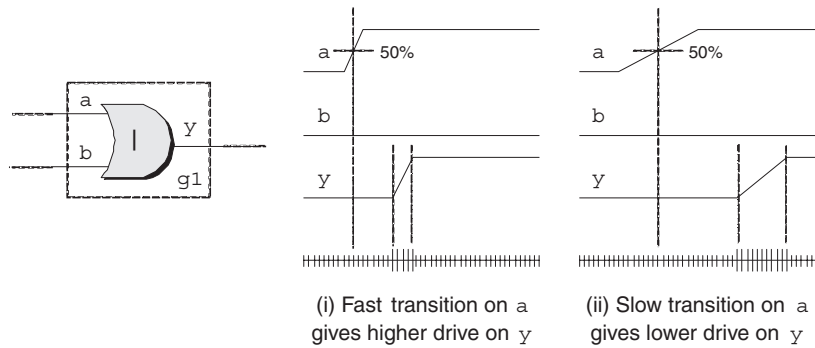 a
b
|
y
g1
a
50%
b
y
(i) Fast transition on a
gives higher drive on y
a
50%
b
y
(ii) Slow transition on a
gives lower drive on y